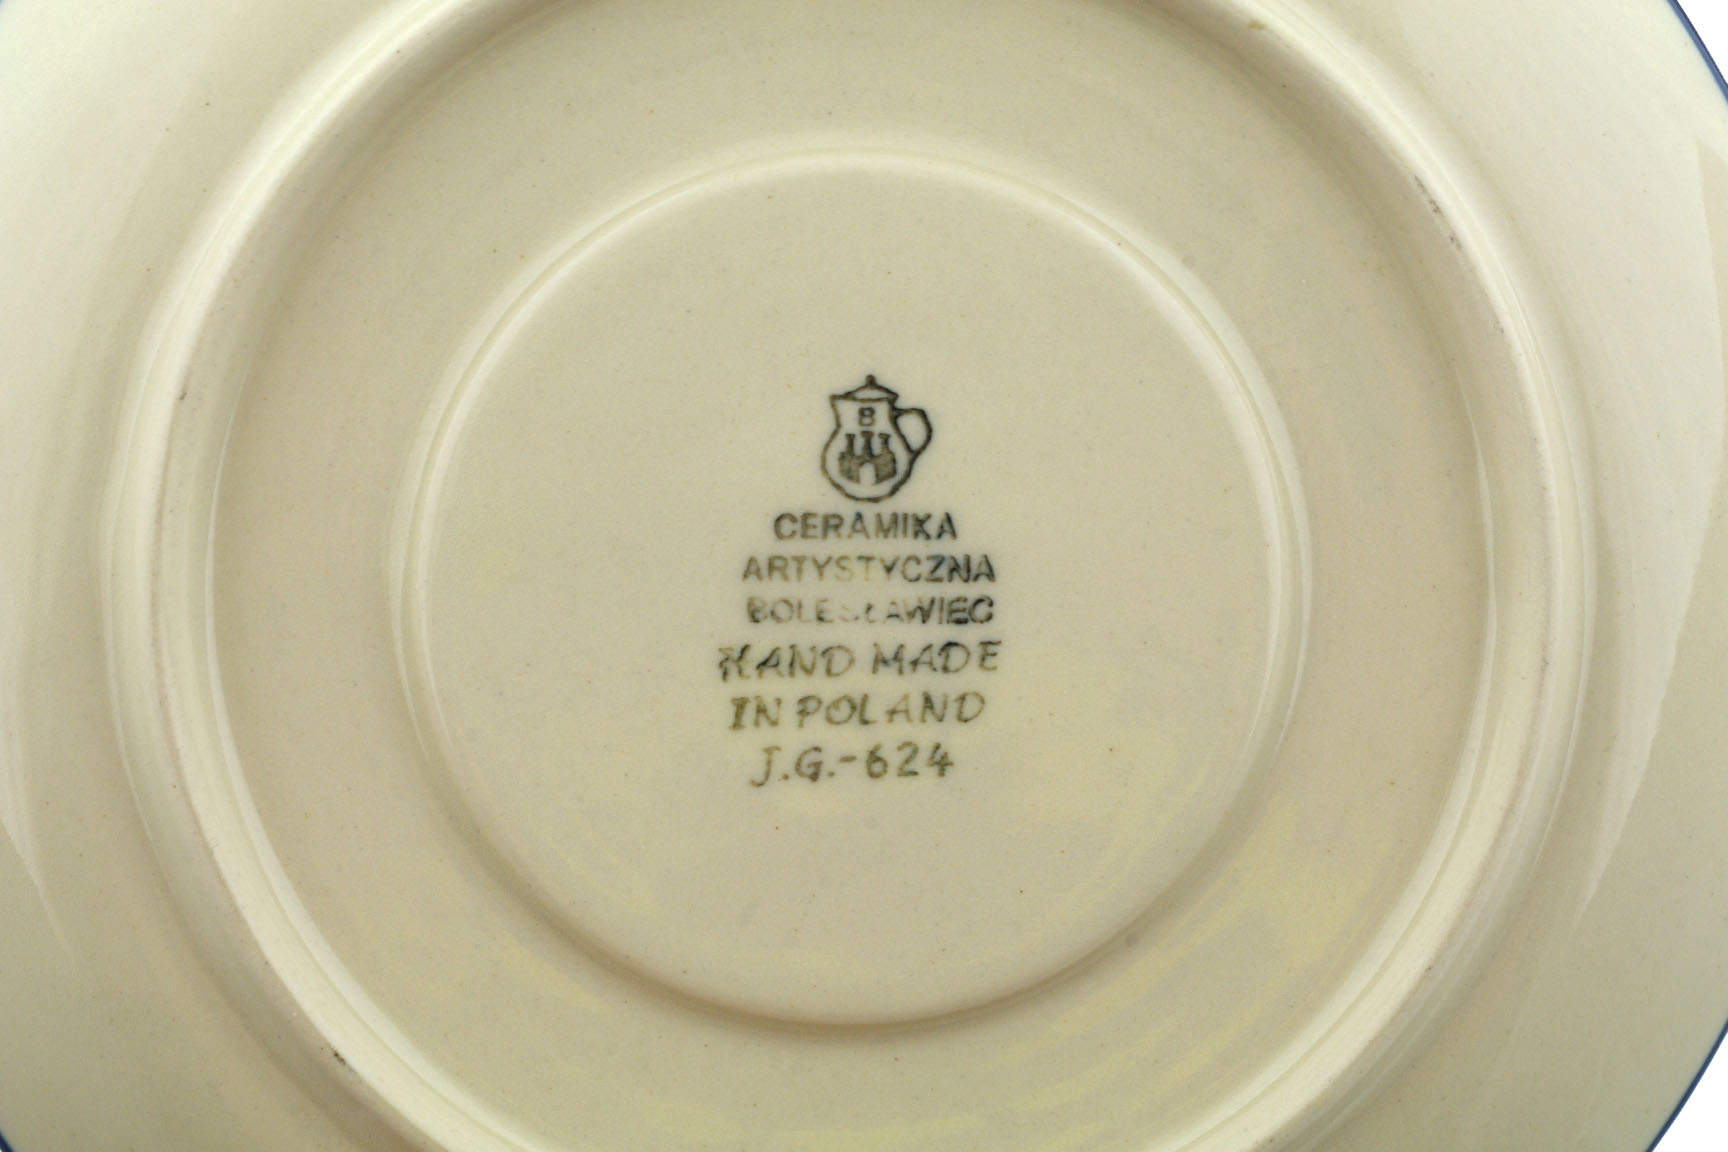 B
CERAMIKA
ARTYSTYCZNA
BOLESŁAWIEC
HAND MADE
IN POLAND
J.G.-624